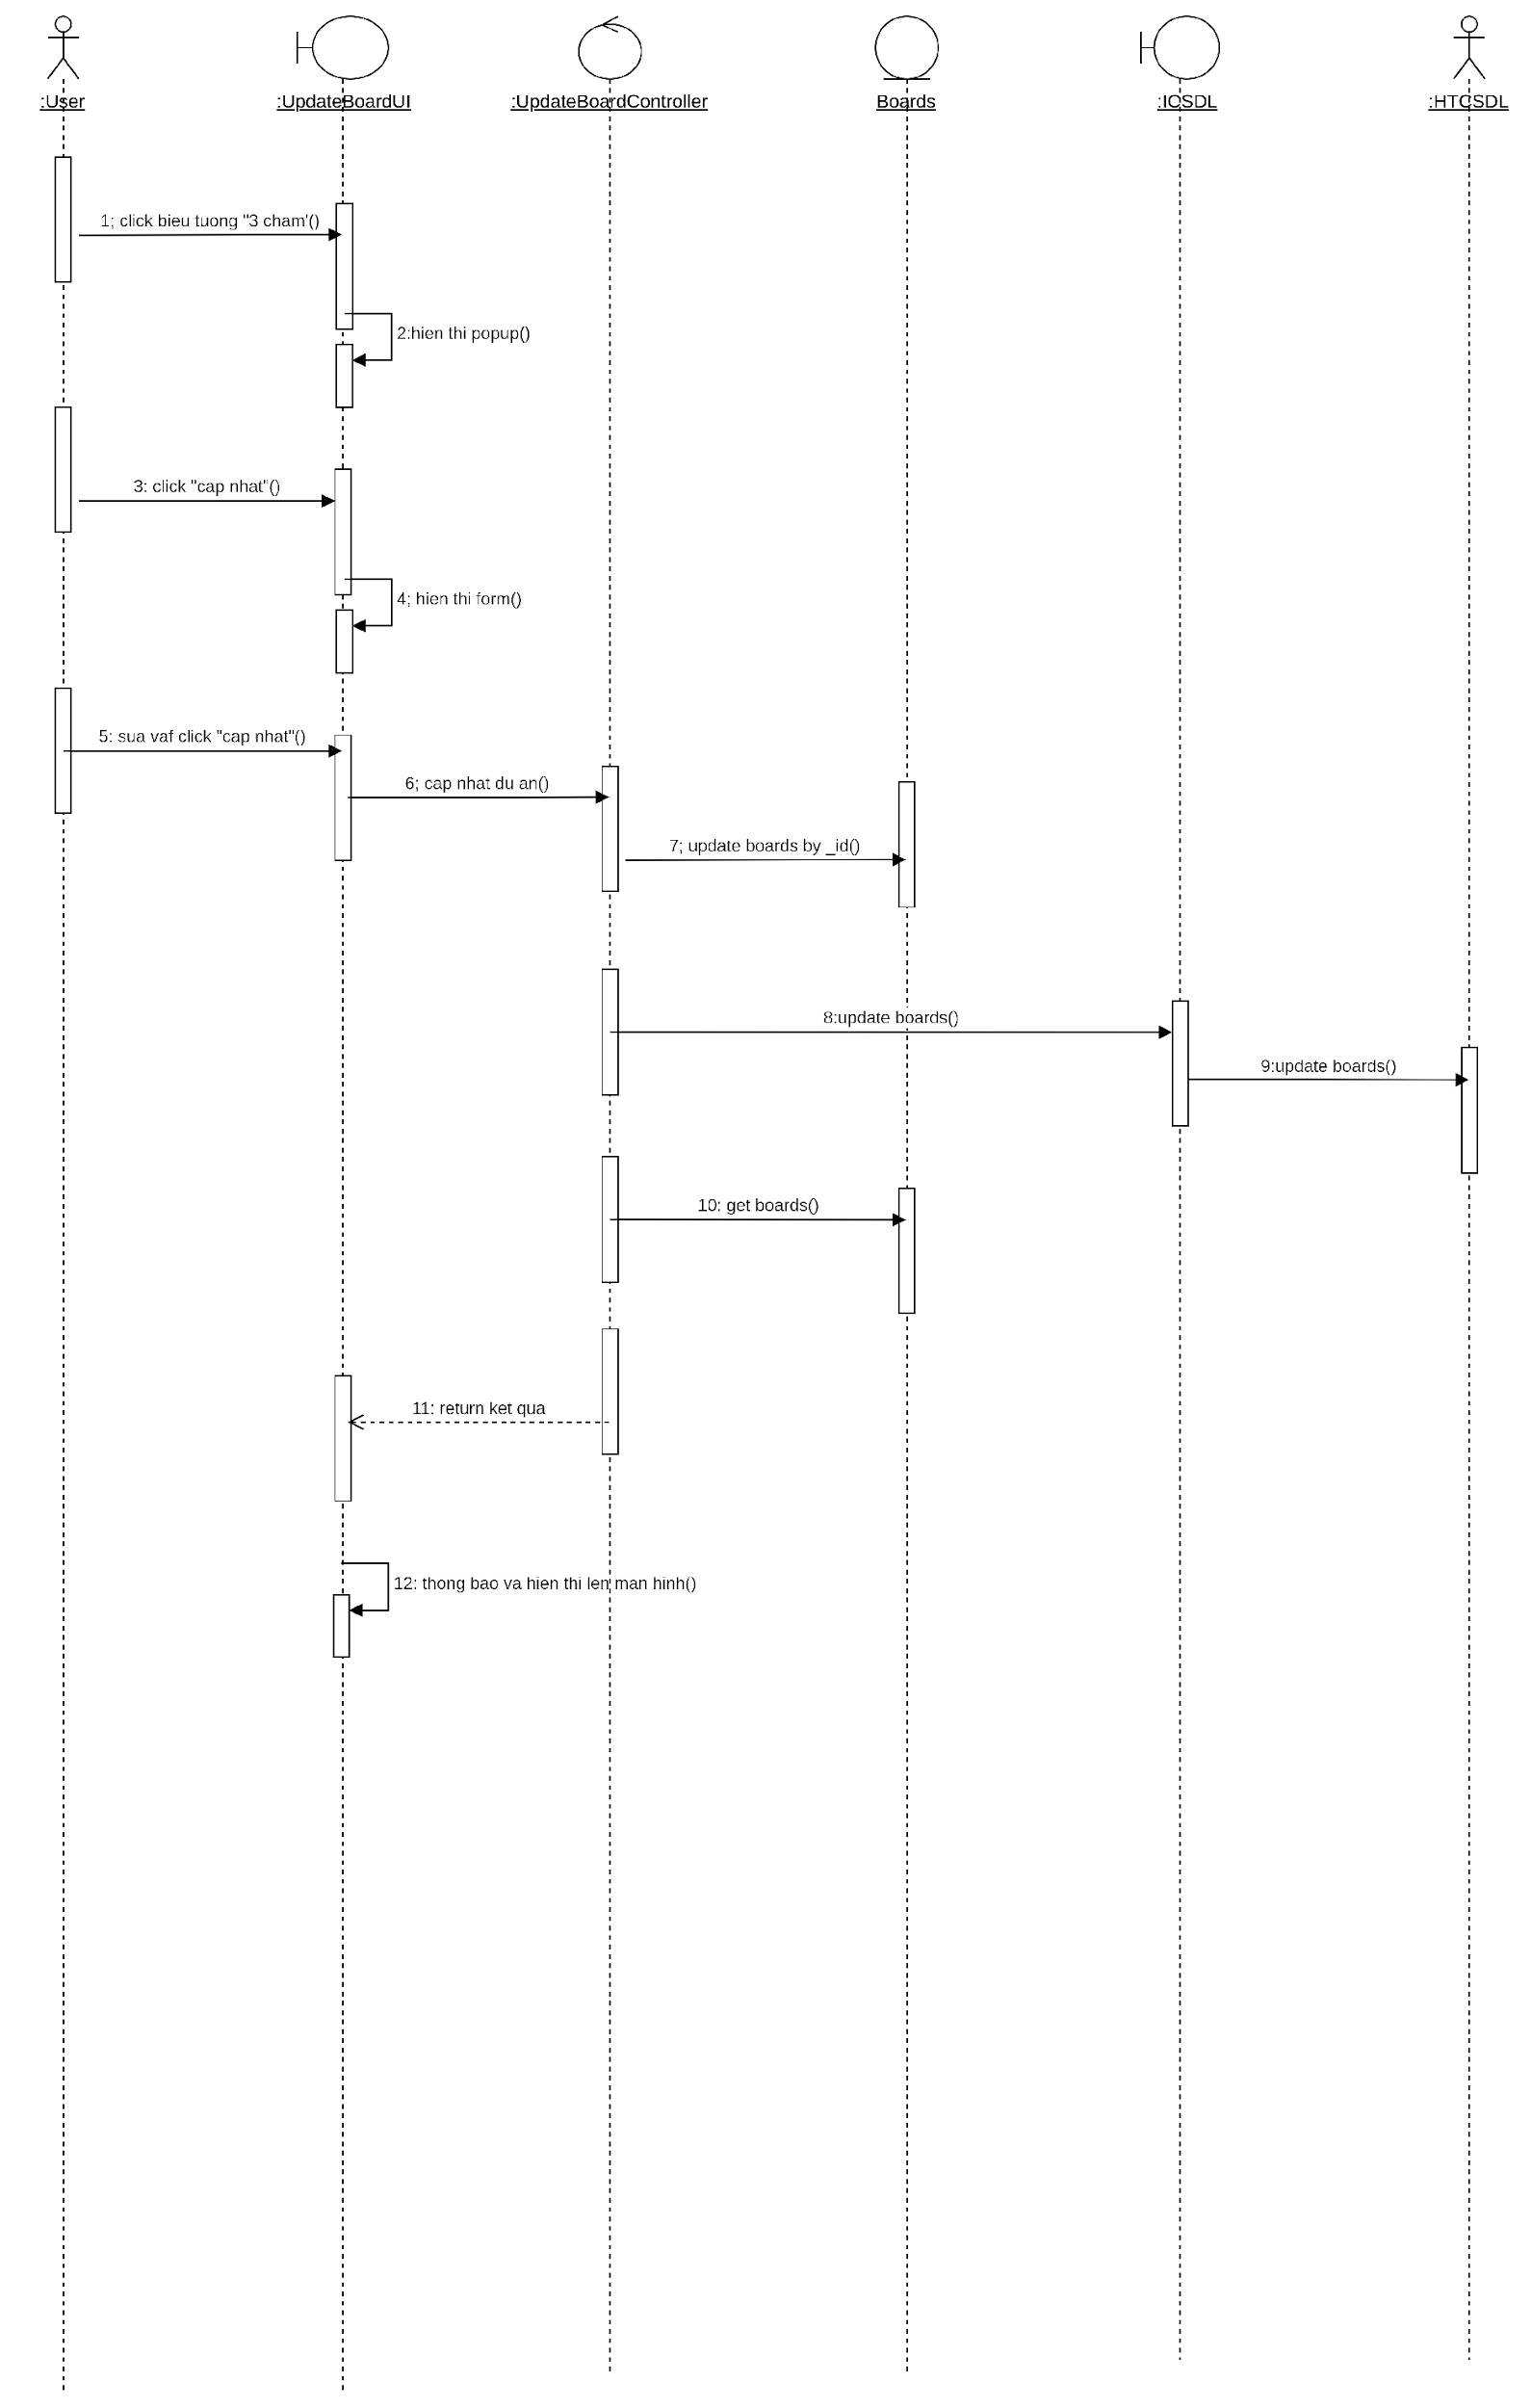 :User
:UpdateBoardUI
:UpdateBoardController
Boards
:ICSDL
:HTCSDL
1; click bieu tuong "3 cham'()
2:hien thi popup()
3: click "cap nhat"()
4; hien thi form()
5: sua vaf click "cap nhat"()
6; cap nhat du an()
7; update boards by _id()
8:update boards()
9:update boards()
10: get boards()
11: return ket qua
12: thong bao va hien thi len man hinh()